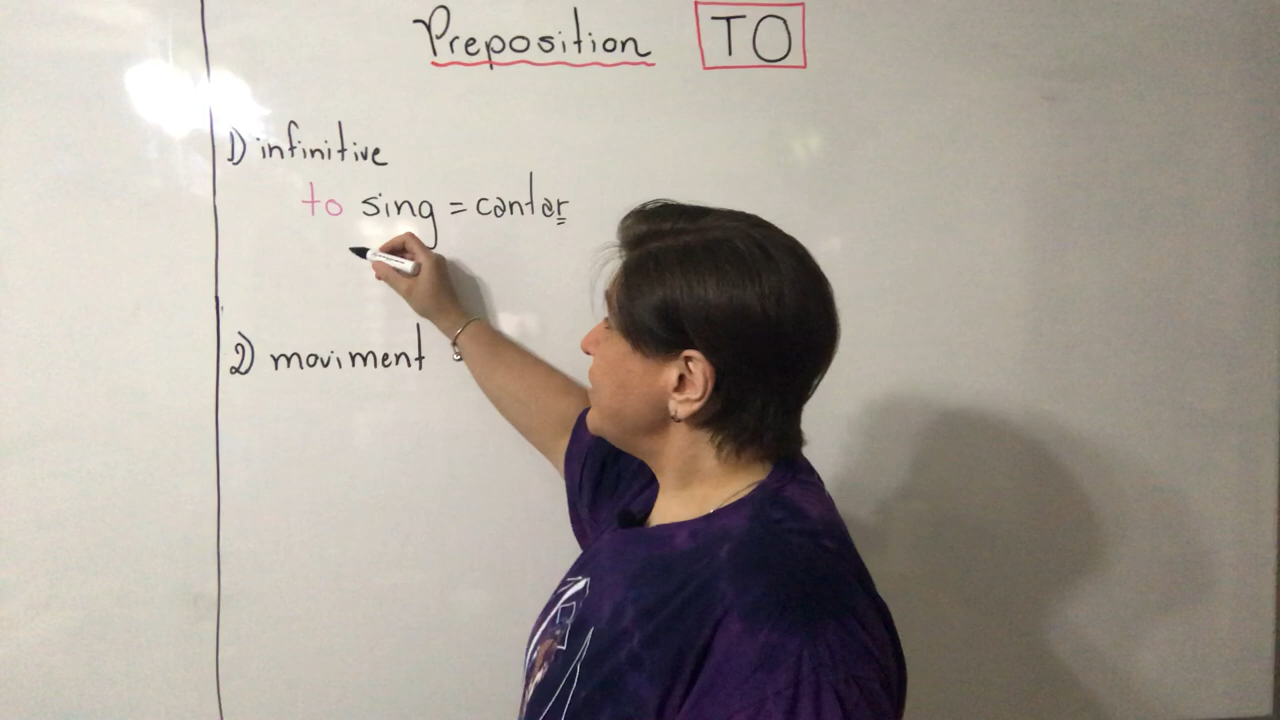 Preposition TO
1) infinitive
to sing = cantar
2) moviment